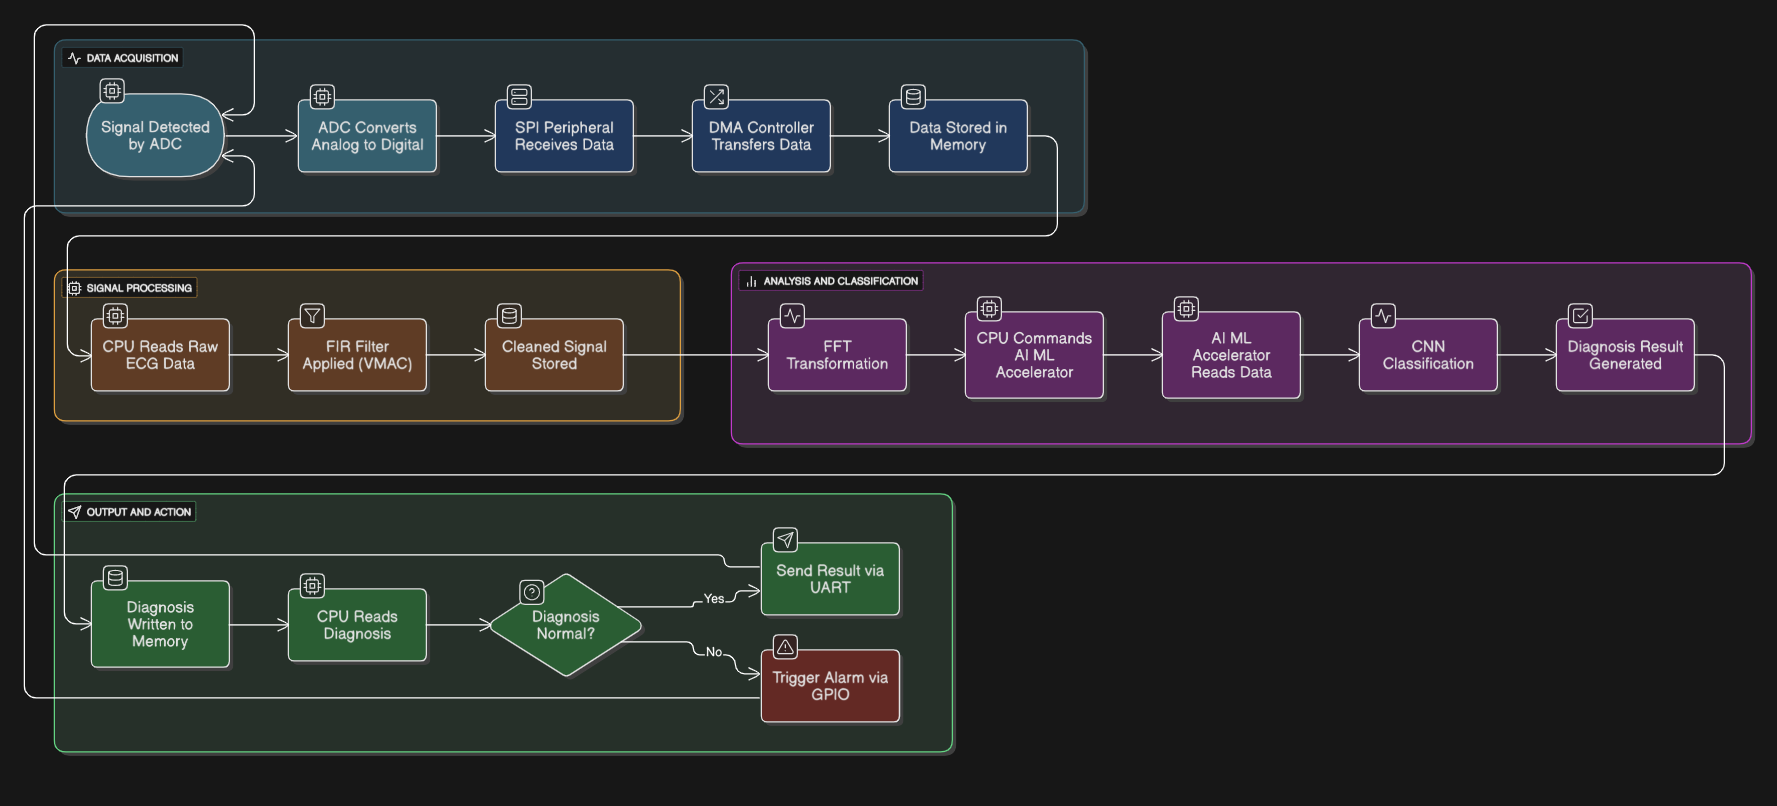 DATA ACQUISITION
Signal Detected
by ADC
ADC Converts
Analog to Digital
SPI Peripheral
Receives Data
DMA Controller
Transfers Data
Data Stored in
Memory
SIGNAL PROCESSING
CPU Reads Raw
ECG Data
FIR Filter
Applied (VMAC)
Cleaned Signal
Stored
ANALYSIS AND CLASSIFICATION
FFT
Transformation
CPU Commands
AI ML
Accelerator
AI ML
Accelerator
Reads Data
CNN
Classification
Diagnosis Result
Generated
OUTPUT AND ACTION
Diagnosis
Written to
Memory
CPU Reads
Diagnosis
Diagnosis
Normal?
Yes
No
Send Result via
UART
Trigger Alarm via
GPIO